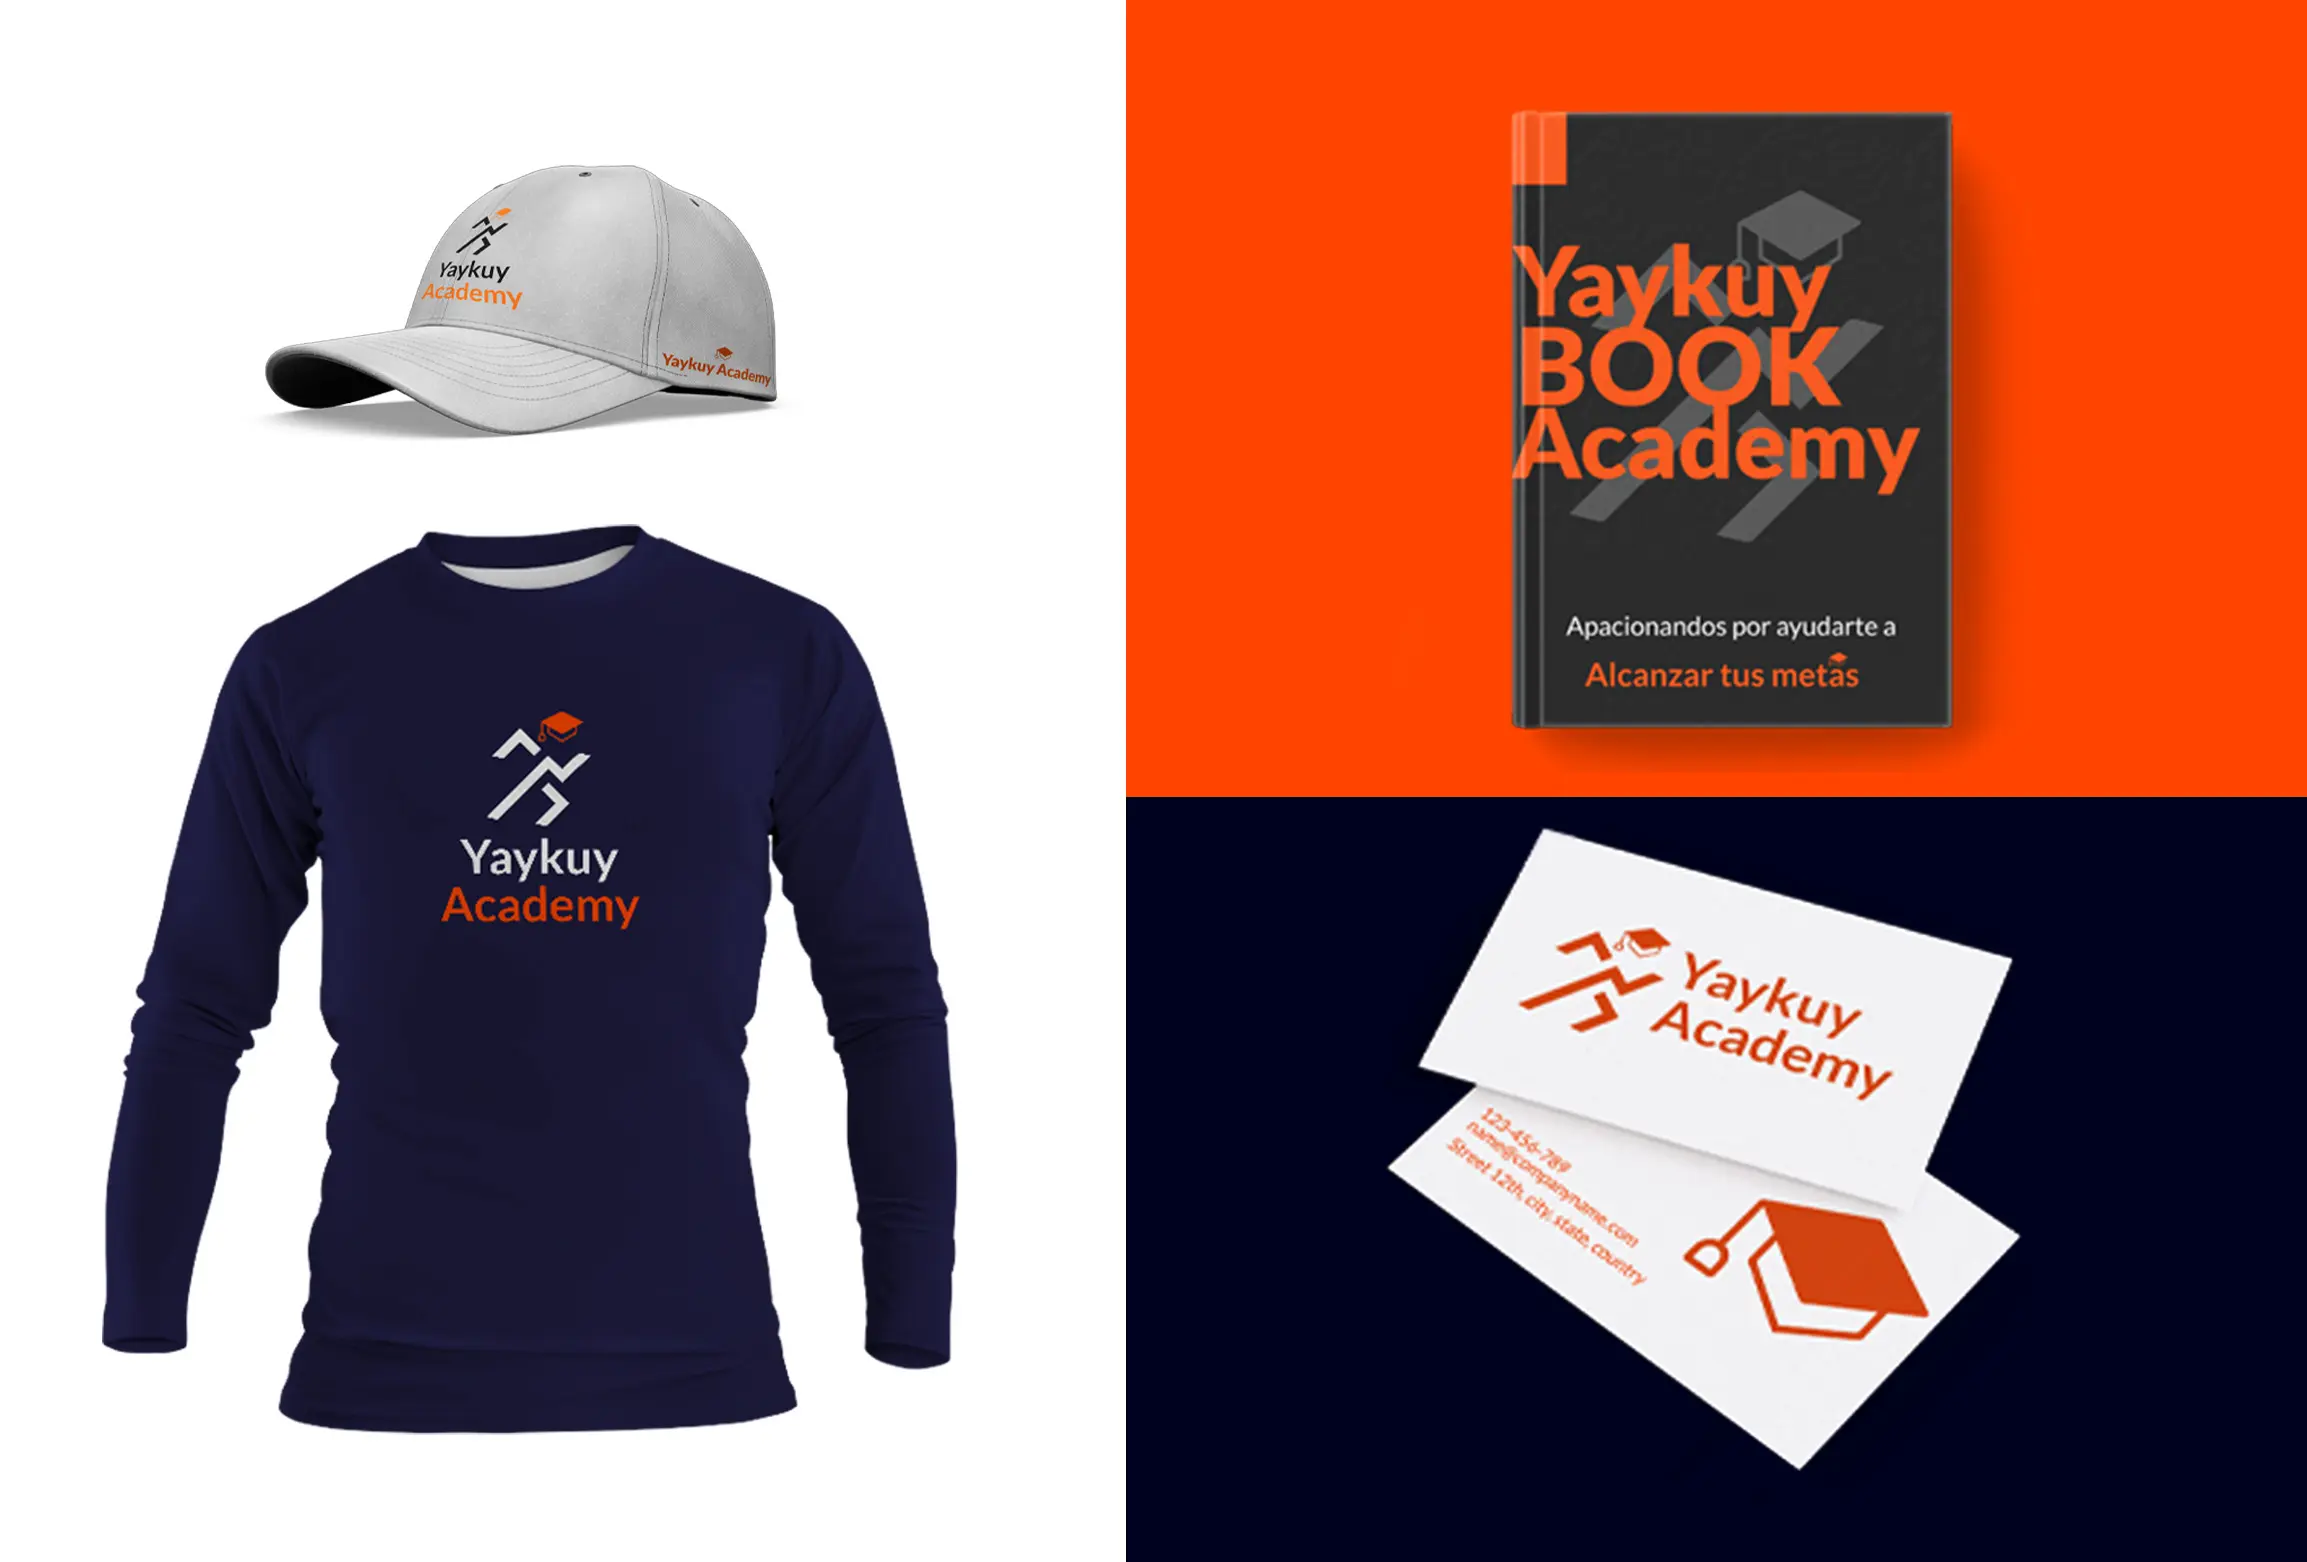 Yaykuy
Academy
Yaykuy Academy
Yaykuy
Academy
Yaykuy
BOOK
Academy
Apacionandos por ayudarte a
Alcanzar tus metas
Yaykuy
Academy
123-456-789
name@companyname.com
Street 12th, city, state, country